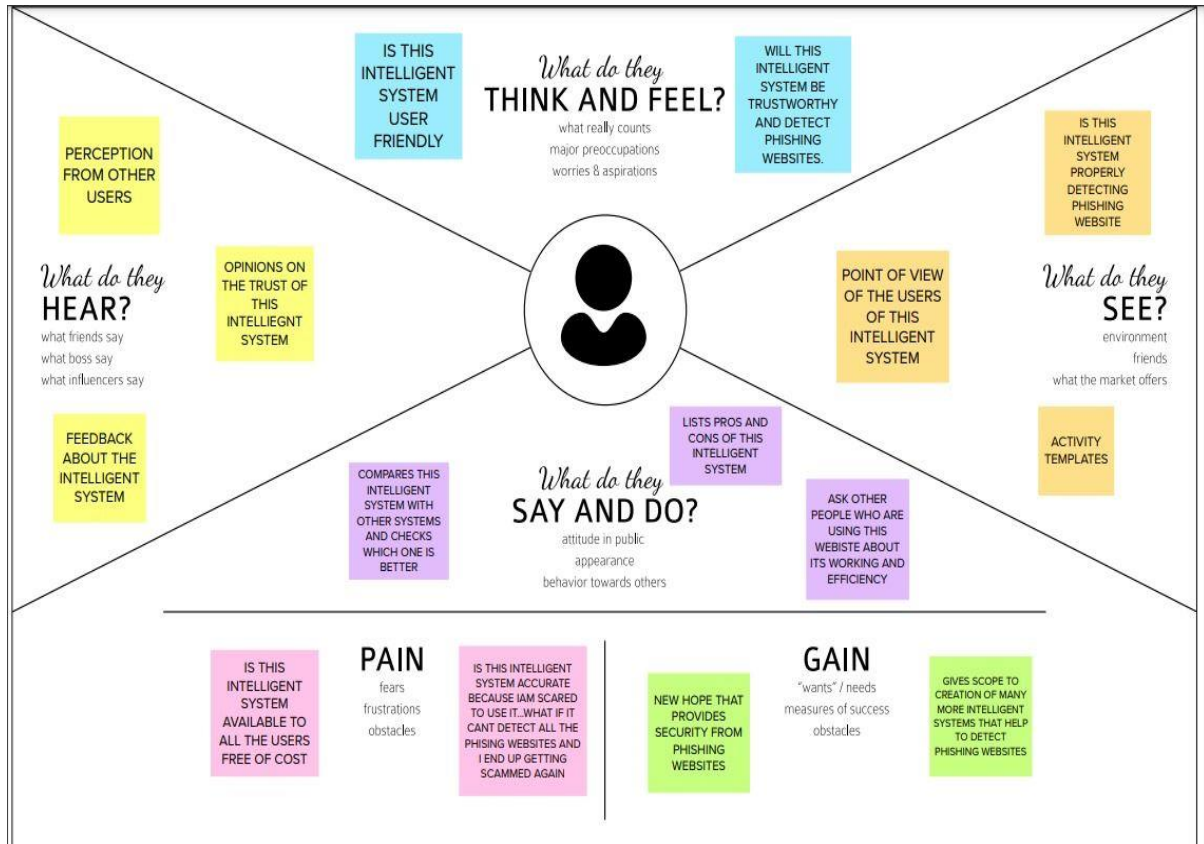 IS THIS
INTELLIGENT
SYSTEM
USER
FRIENDLY
What do they
THINK AND FEEL?
what really counts
major preoccupations
worries & aspirations
WILL THIS
INTELLIGENT
SYSTEM BE
TRUSTWORTHY
AND DETECT
PHISHING
WEBSITES.
PERCEPTION
FROM OTHER
USERS
What do they
HEAR?
what friends say
what boss say
what influencers say
OPINIONS ON
THE TRUST OF
THIS
INTELLIEGNT
SYSTEM
FEEDBACK
ABOUT THE
INTELLIGENT
SYSTEM
IS THIS
INTELLIGENT
SYSTEM
PROPERLY
DETECTING
PHISHING
WEBSITE
POINT OF VIEW
OF THE USERS
OF THIS
INTELLIGENT
SYSTEM
What do they
SEE?
environment
friends
what the market offers
ACTIVITY
TEMPLATES
COMPARES THIS
INTELLIGENT
SYSTEM WITH
OTHER SYSTEMS
AND CHECKS
WHICH ONE IS
BETTER
What do they
SAY AND DO?
attitude in public
appearance
behavior towards others
LISTS PROS AND
CONS OF THIS
INTELLIGENT
SYSTEM
ASK OTHER
PEOPLE WHO ARE
USING THIS
WEBISTE ABOUT
ITS WORKING AND
EFFICIENCY
IS THIS
INTELLIGENT
SYSTEM
AVAILABLE TO
ALL THE USERS
FREE OF COST
PAIN
fears
frustrations
obstacles
IS THIS INTELLIGENT
SYSTEM ACCURATE
BECAUSE IAM SCARED
TO USE IT...WHAT IF IT
CANT DETECT ALL THE
PHISING WEBSITES AND
I END UP GETTING
SCAMMED AGAIN
NEW HOPE THAT
PROVIDES
SECURITY FROM
PHISHING
WEBSITES
GAIN
"wants" / needs
measures of success
obstacles
GIVES SCOPE TO
CREATION OF MANY
MORE INTELLIGENT
SYSTEMS THAT HELP
TO DETECT
PHISHING WEBSITES